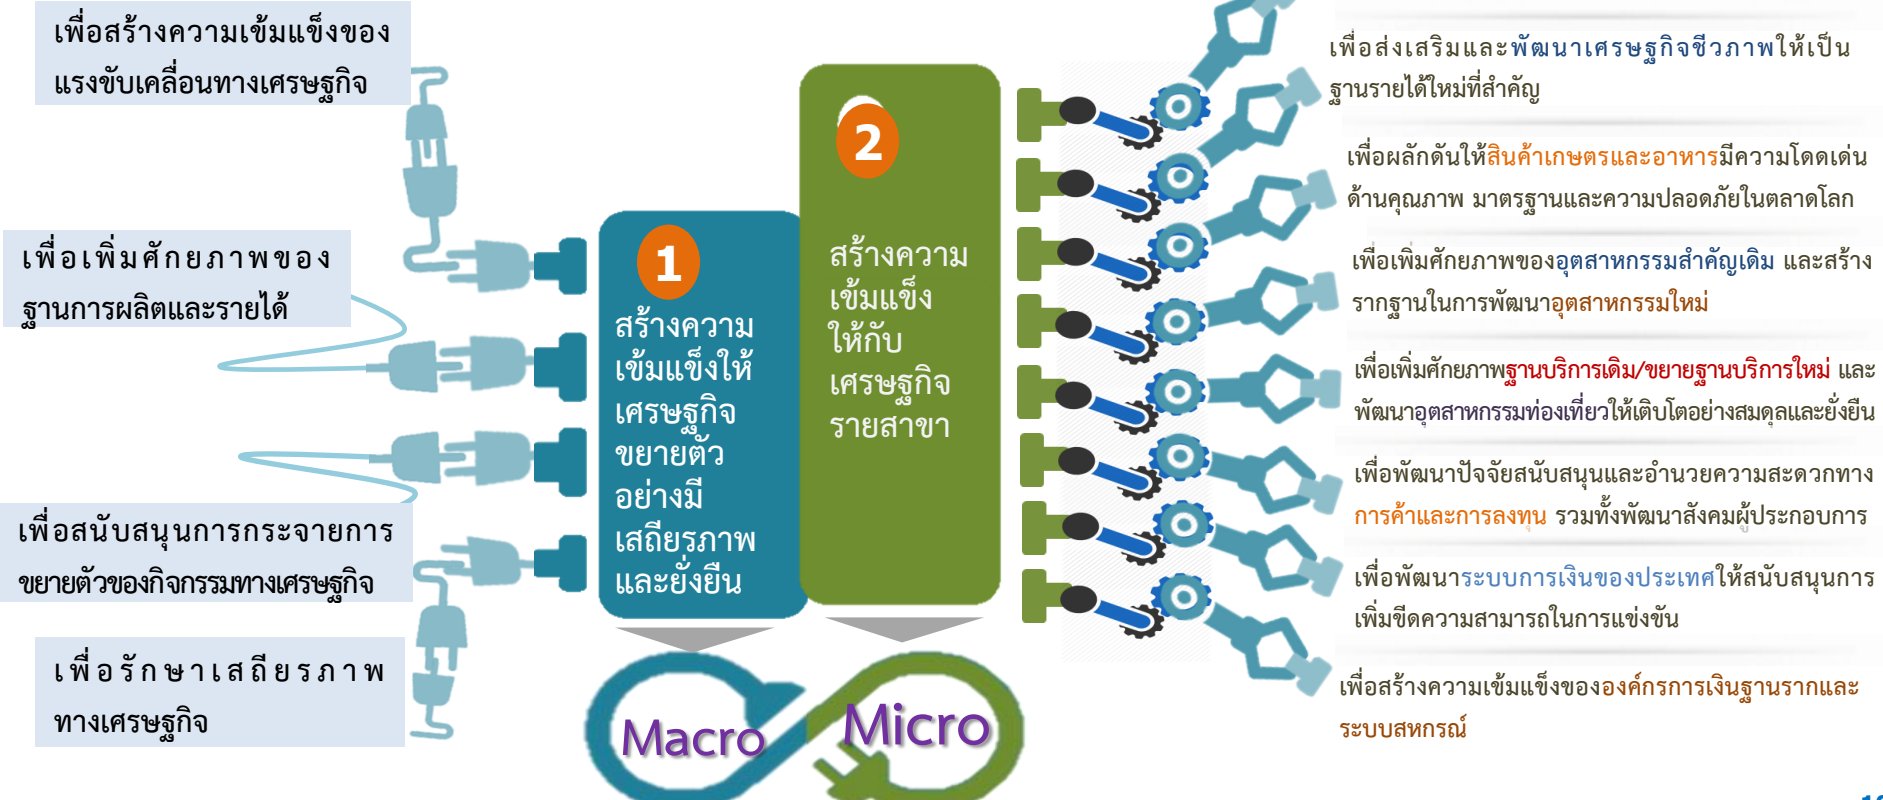 เพื่อสร้างความเข้มแข็งของ
แรงขับเคลื่อนทางเศรษฐกิจ
เพื่อเพิ่มศักยภาพของ
ฐานการผลิตและรายได้
เพื่อสนับสนุนการกระจายการ
ขยายตัวของกิจกรรมทางเศรษฐกิจ
เพื่อรักษาเสถียรภาพ
ทางเศรษฐกิจ
1
สร้างความ
เข้มแข็งให้
เศรษฐกิจ
ขยายตัว
อย่างมี
เสถียรภาพ
และยั่งยืน
2
สร้างความ
เข้มแข็ง
ให้กับ
เศรษฐกิจ
รายสาขา
Macro
Micro
เพื่อส่งเสริมและพัฒนาเศรษฐกิจชีวภาพให้เป็น
ฐานรายได้ใหม่ที่สำคัญ
เพื่อผลักดันให้สินค้าเกษตรและอาหารมีความโดดเด่น
ด้านคุณภาพ มาตรฐานและความปลอดภัยในตลาดโลก
เพื่อเพิ่มศักยภาพของอุตสาหกรรมสำคัญเดิม และสร้าง
รากฐานในการพัฒนาอุตสาหกรรมใหม่
เพื่อเพิ่มศักยภาพฐานบริการเดิม/ขยายฐานบริการใหม่ และ
พัฒนาอุตสาหกรรมท่องเที่ยวให้เติบโตอย่างสมดุลและยั่งยืน
เพื่อพัฒนาปัจจัยสนับสนุนและอำนวยความสะดวกทาง
การค้าและการลงทุน รวมทั้งพัฒนาสังคมผู้ประกอบการ
เพื่อพัฒนาระบบการเงินของประเทศให้สนับสนุนการ
เพิ่มขีดความสามารถในการแข่งขัน
เพื่อสร้างความเข้มแข็งขององค์กรการเงินฐานรากและ
ระบบสหกรณ์